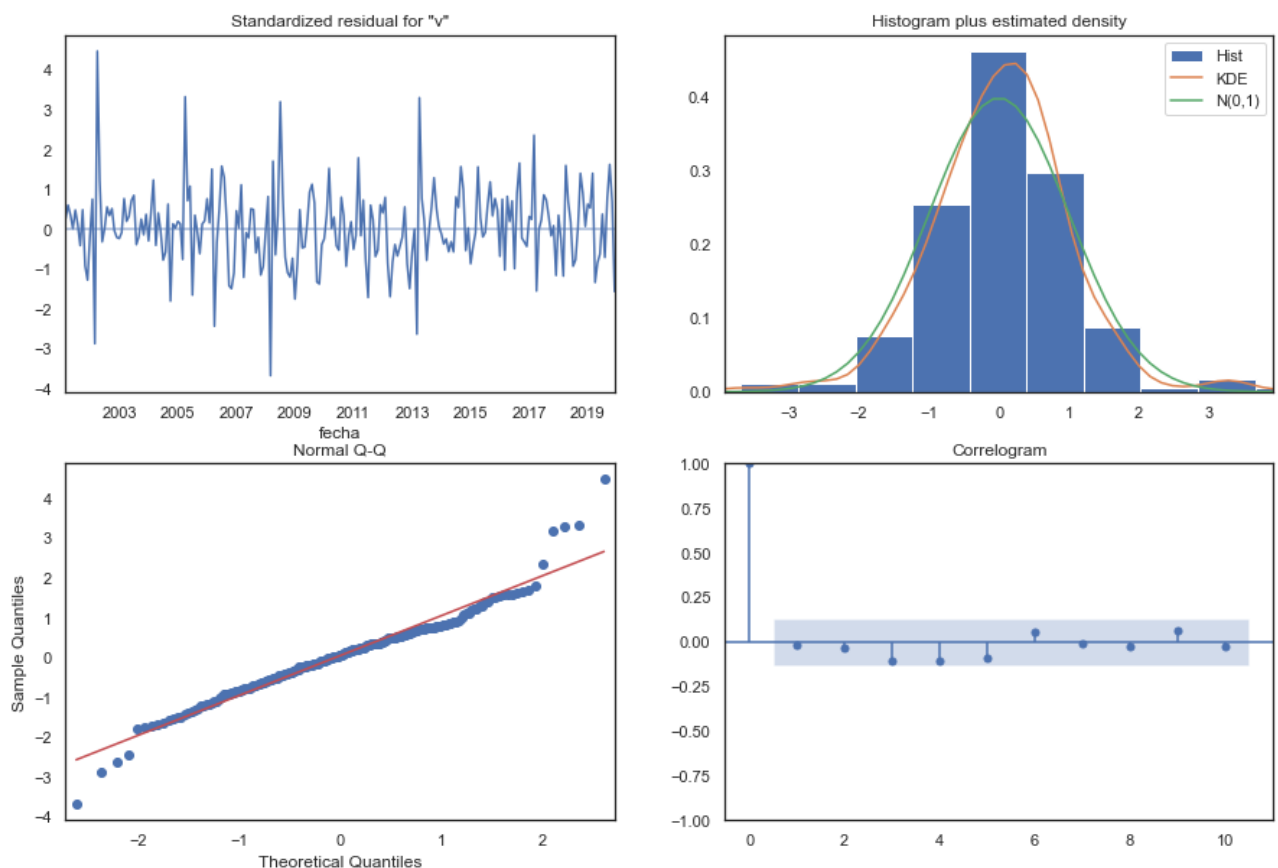 Standardized residual for "v"
4
3
2
1
0
−1
−2
−3
−4
2003 2005 2007 2009 2011 2013 2015 2017 2019
fecha
Histogram plus estimated density
Hist
KDE
N(0,1)
0.4
0.3
0.2
0.1
0.0
−3 −2 −1 0 1 2 3
Normal Q-Q
Sample Quantiles
4
3
2
1
0
−1
−2
−3
−4
−2 −1 0 1 2
Theoretical Quantiles
Correlogram
1.00
0.75
0.50
0.25
0.00
−0.25
−0.50
−0.75
−1.00
0 2 4 6 8 10